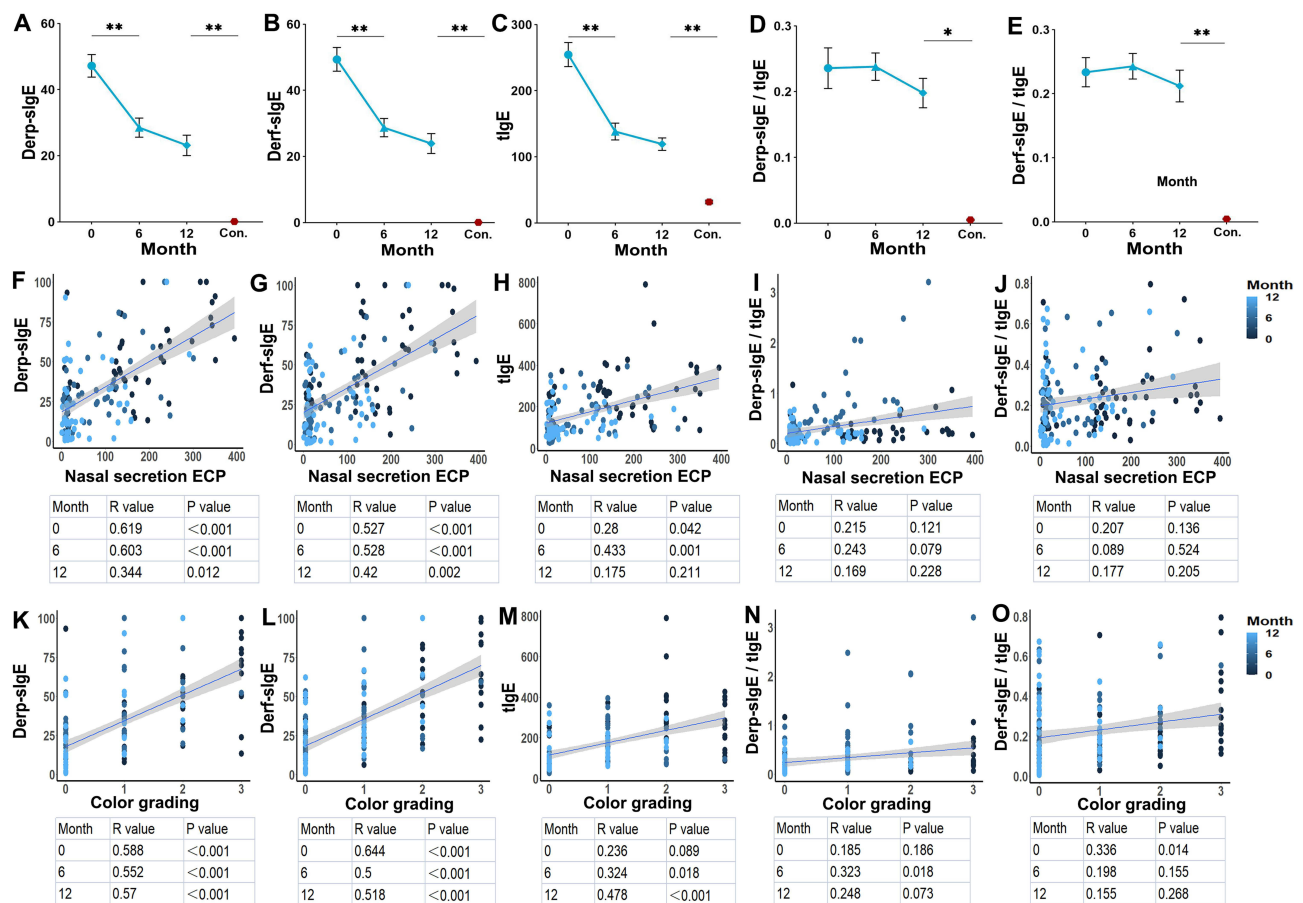 A
**
**
Derp-sIgE
60
40
20
0
0 6 12 Con.
Month
B
**
**
Derf-sIgE
60
40
20
0
0 6 12 Con.
Month
C
**
**
tIgE
300
200
100
0
0 6 12 Con.
Month
D
*
Derp-sIgE / tIgE
0.3
0.2
0.1
0.0
0 6 12 Con.
Month
E
**
Derf-sIgE / tIgE
0.3
0.2
0.1
0.0
Month
0 6 12 Con.
F
Derp-sIgE
100
75
50
25
0
0 100 200 300 400
Nasal secretion ECP
Month R value P value
0 0.619 <0.001
6 0.603 <0.001
12 0.344 0.012
G
Derf-sIgE
100
75
50
25
0
0 100 200 300 400
Nasal secretion ECP
Month R value P value
0 0.527 <0.001
6 0.528 <0.001
12 0.42 0.002
H
tIgE
800
600
400
200
0
0 100 200 300 400
Nasal secretion ECP
Month R value P value
0 0.28 0.042
6 0.433 0.001
12 0.175 0.211
I
Derp-sIgE / tIgE
3
2
1
0
0 100 200 300 400
Nasal secretion ECP
Month R value P value
0 0.215 0.121
6 0.243 0.079
12 0.169 0.228
J
Derf-sIgE / tIgE
0.8
0.6
0.4
0.2
0.0
0 100 200 300 400
Nasal secretion ECP
Month
12
6
0
Month R value P value
0 0.207 0.136
6 0.089 0.524
12 0.177 0.205
K
Derp-sIgE
100
75
50
25
0
0 1 2 3
Color grading
Month R value P value
0 0.588 <0.001
6 0.552 <0.001
12 0.57 <0.001
L
Derf-sIgE
100
75
50
25
0
0 1 2 3
Color grading
Month R value P value
0 0.644 <0.001
6 0.5 <0.001
12 0.518 <0.001
M
tIgE
800
600
400
200
0
0 1 2 3
Color grading
Month R value P value
0 0.236 0.089
6 0.324 0.018
12 0.478 <0.001
N
Derp-sIgE / tIgE
3
2
1
0
0 1 2 3
Color grading
Month R value P value
0 0.185 0.186
6 0.323 0.018
12 0.248 0.073
O
Derf-sIgE / tIgE
0.8
0.6
0.4
0.2
0.0
0 1 2 3
Color grading
Month
12
6
0
Month R value P value
0 0.336 0.014
6 0.198 0.155
12 0.155 0.268